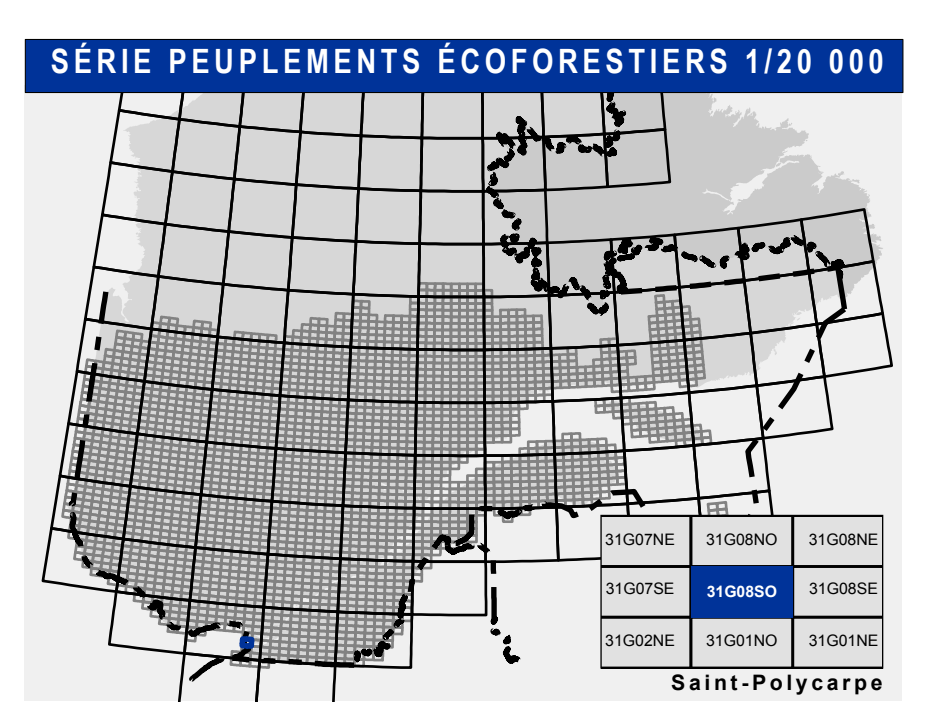 SÉRIE PEUPLEMENTS ÉCOFORESTIERS 1/20 000
31G07NE 31G08NO 31G08NE
31G07SE 31G08SO 31G08SE
31G02NE 31G01NO 31G01NE
Saint-Polycarpe